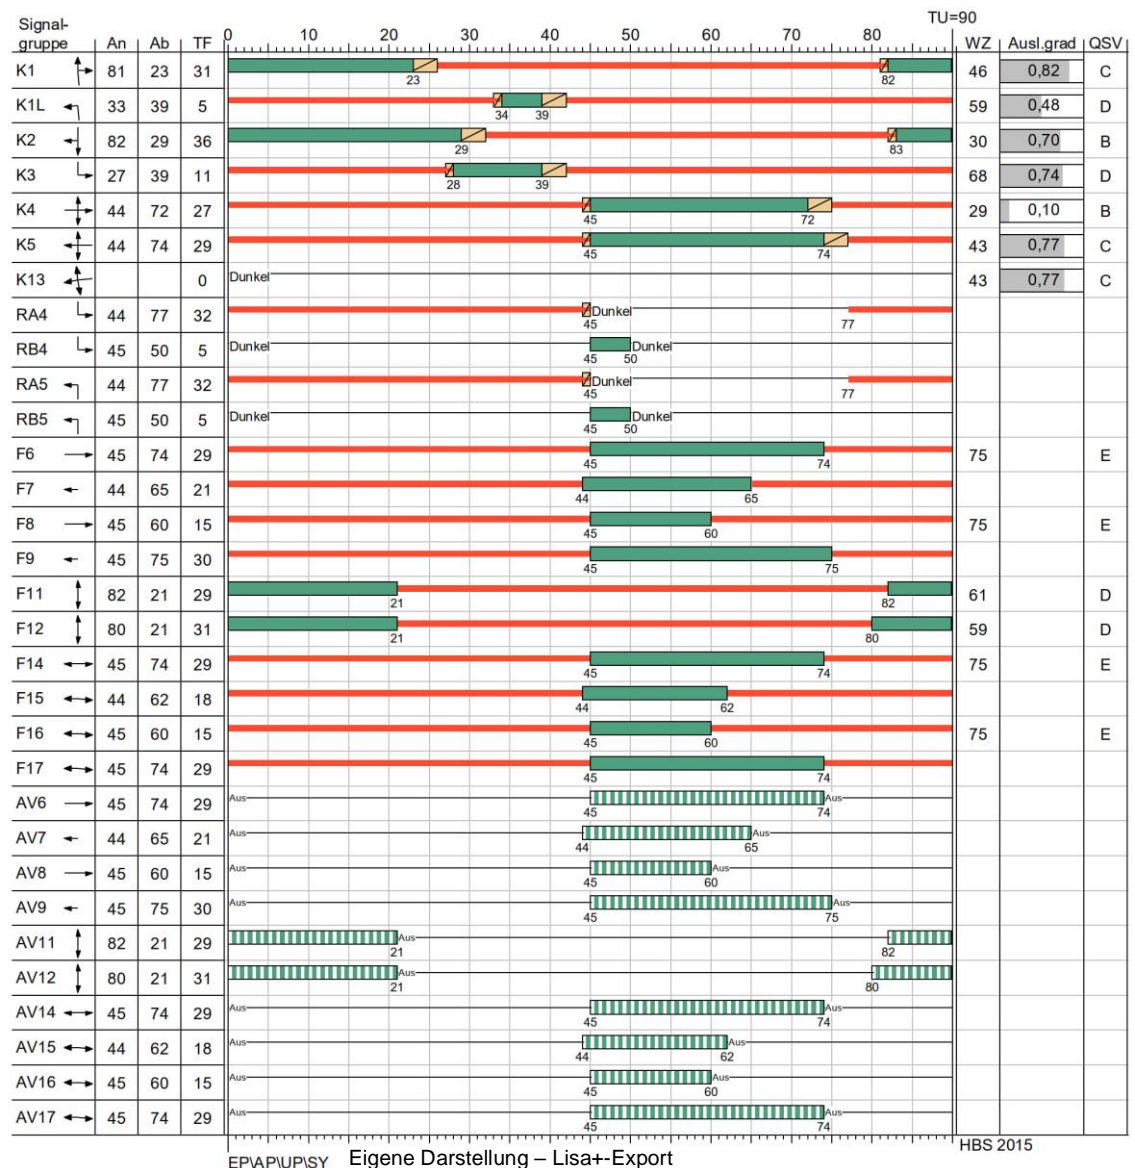 TU=90
Signal-
gruppe An Ab TF 0 10 20 30 40 50 60 70 80 WZ Ausl.grad QSV
K1 81 23 31 23 82 46 0,82 C
K1L 33 39 5 34 39 59 0,48 D
K2 82 29 36 29 83 30 0,70 B
K3 27 39 11 28 39 68 0,74 D
K4 44 72 27 45 72 29 0,10 B
K5 44 74 29 45 74 43 0,77 C
K13 0 Dunkel 43 0,77 C
RA4 44 77 32 Dunkel 45 77
RB4 45 50 5 Dunkel Dunkel 45 50
RA5 44 77 32 Dunkel 45 77
RB5 45 50 5 Dunkel Dunkel 45 50
F6 45 74 29 45 74 75 E
F7 44 65 21 44 65
F8 45 60 15 45 60 75 E
F9 45 75 30 45 75
F11 82 21 29 21 82 61 D
F12 80 21 31 21 80 59 D
F14 45 74 29 45 74 75 E
F15 44 62 18 44 62
F16 45 60 15 45 60 75 E
F17 45 74 29 45 74
AV6 45 74 29 Aus Aus 45 74
AV7 44 65 21 Aus Aus 44 65
AV8 45 60 15 Aus Aus 45 60
AV9 45 75 30 Aus Aus 45 75
AV11 82 21 29 Aus 21 82
AV12 80 21 31 Aus 21 80
AV14 45 74 29 Aus Aus 45 74
AV15 44 62 18 Aus Aus 44 62
AV16 45 60 15 Aus Aus 45 60
AV17 45 74 29 Aus Aus 45 74
0 10 20 30 40 50 60 70 80 HBS 2015
EP\AP\UP\SY Eigene Darstellung – Lisa+-Export